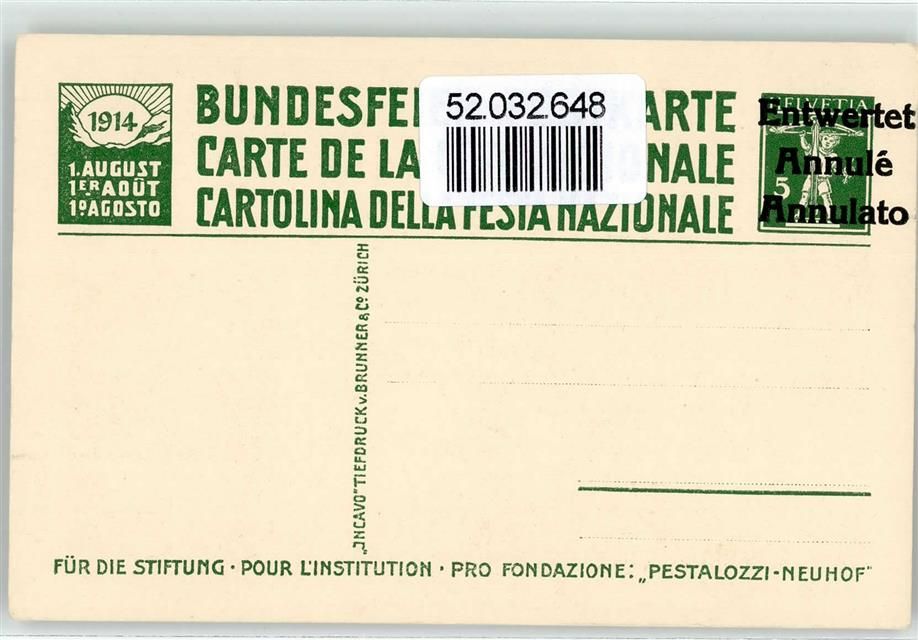 1914
1. AUGUST
1ER AOÛT
1º AGOSTO
BUNDESFEI ARTE
CARTE DE LA NALE
CARTOLINA DELLA FESTA NAZIONALE
52.032.648
HELVETIA
5
Entwertet
Annulé
Annulato
„INCAVO" TIEFDRUCK v. BRUNNER & Cº ZÜRICH
FÜR DIE STIFTUNG · POUR L'INSTITUTION · PRO FONDAZIONE: „PESTALOZZI-NEUHOF"